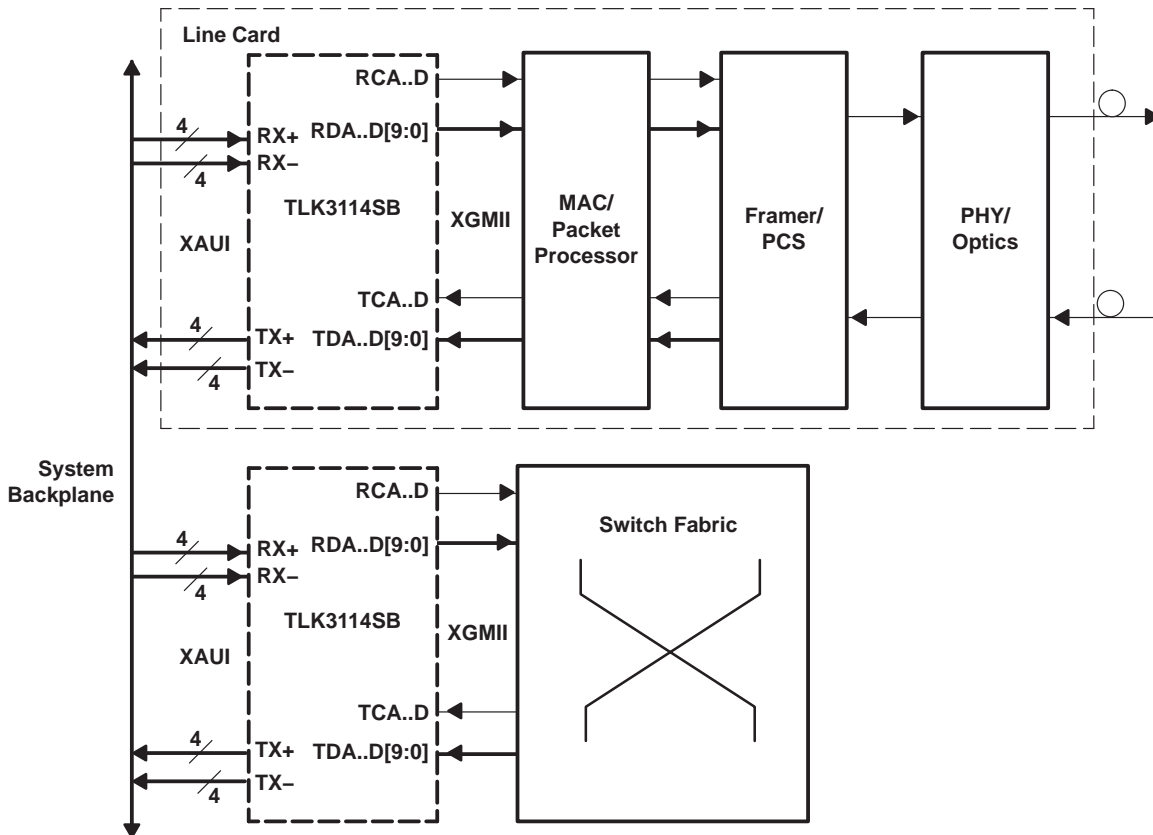 Line Card
RCA..D
4
RX+
RDA..D[9:0]
RX–
4
TLK3114SB
XAUI
XGMII
MAC/
Packet
Processor
Framer/
PCS
PHY/
Optics
TCA..D
4
TX+
TDA..D[9:0]
TX–
4
System
Backplane
RCA..D
Switch Fabric
4
RX+
RDA..D[9:0]
RX–
4
TLK3114SB
XGMII
XAUI
TCA..D
4
TX+
TDA..D[9:0]
TX–
4